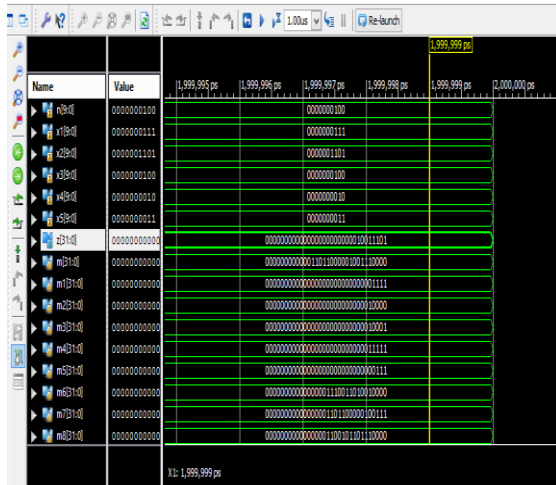 1.00us Re-launch
1,999,999 ps
Name Value 1,999,995 ps 1,999,996 ps 1,999,997 ps 1,999,998 ps 1,999,999 ps 2,000,000 ps
n[9:0] 0000000100 0000000100
x1[9:0] 0000000111 0000000111
x2[9:0] 0000001101 0000001101
x3[9:0] 0000000100 0000000100
x4[9:0] 0000000010 0000000010
x5[9:0] 0000000011 0000000011
z[31:0] 00000000000 00000000000000000000000010011101
m[31:0] 00000000000 00000000000011011000001001110000
m1[31:0] 00000000000 00000000000000000000000000001111
m2[31:0] 00000000000 00000000000000000000000000010000
m3[31:0] 00000000000 00000000000000000000000000010001
m4[31:0] 00000000000 00000000000000000000000000011111
m5[31:0] 00000000000 00000000000000000000000000000111
m6[31:0] 00000000000 00000000000000001110011010010000
m7[31:0] 00000000000 00000000000000001101100000100111
m8[31:0] 00000000000 00000000000000001100101101110000
X1: 1,999,999 ps